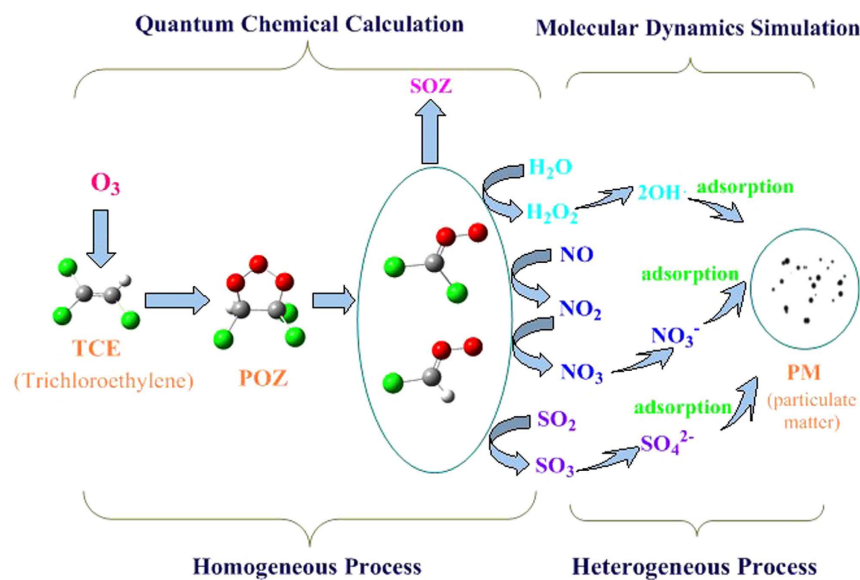 Quantum Chemical Calculation
Molecular Dynamics Simulation
SOZ
O₃
H₂O
H₂O₂
2OH·
adsorption
NO
NO₂
NO₃
NO₃⁻
adsorption
TCE
(Trichloroethylene)
POZ
SO₂
SO₃
SO₄²⁻
adsorption
PM
(particulate
matter)
Homogeneous Process
Heterogeneous Process